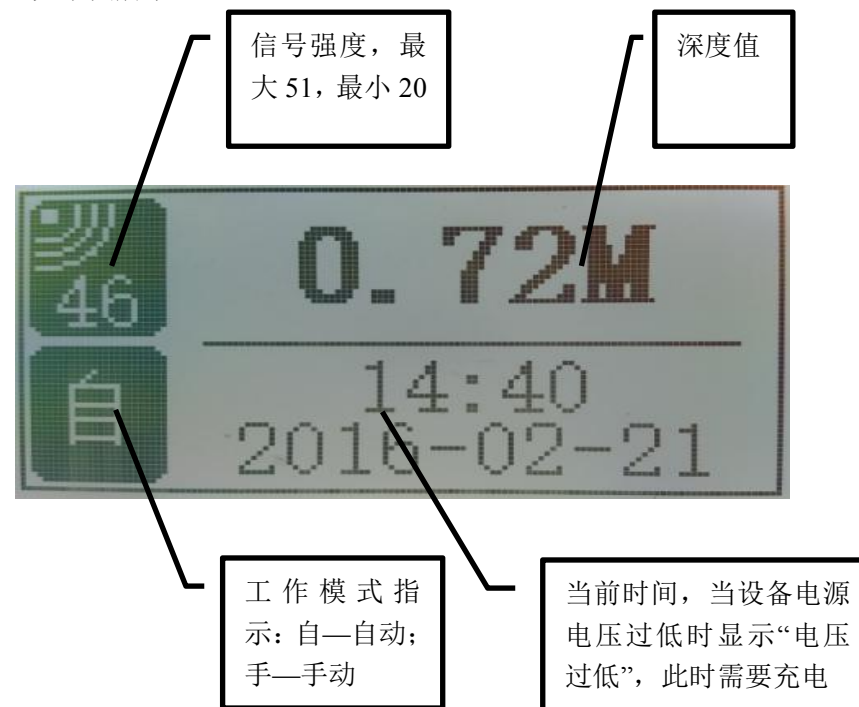 信号强度，最
大 51，最小 20
深度值
46
0.72M
自
14:40
2016-02-21
工作模式指
示：自—自动；
手—手动
当前时间，当设备电源
电压过低时显示“电压
过低”，此时需要充电